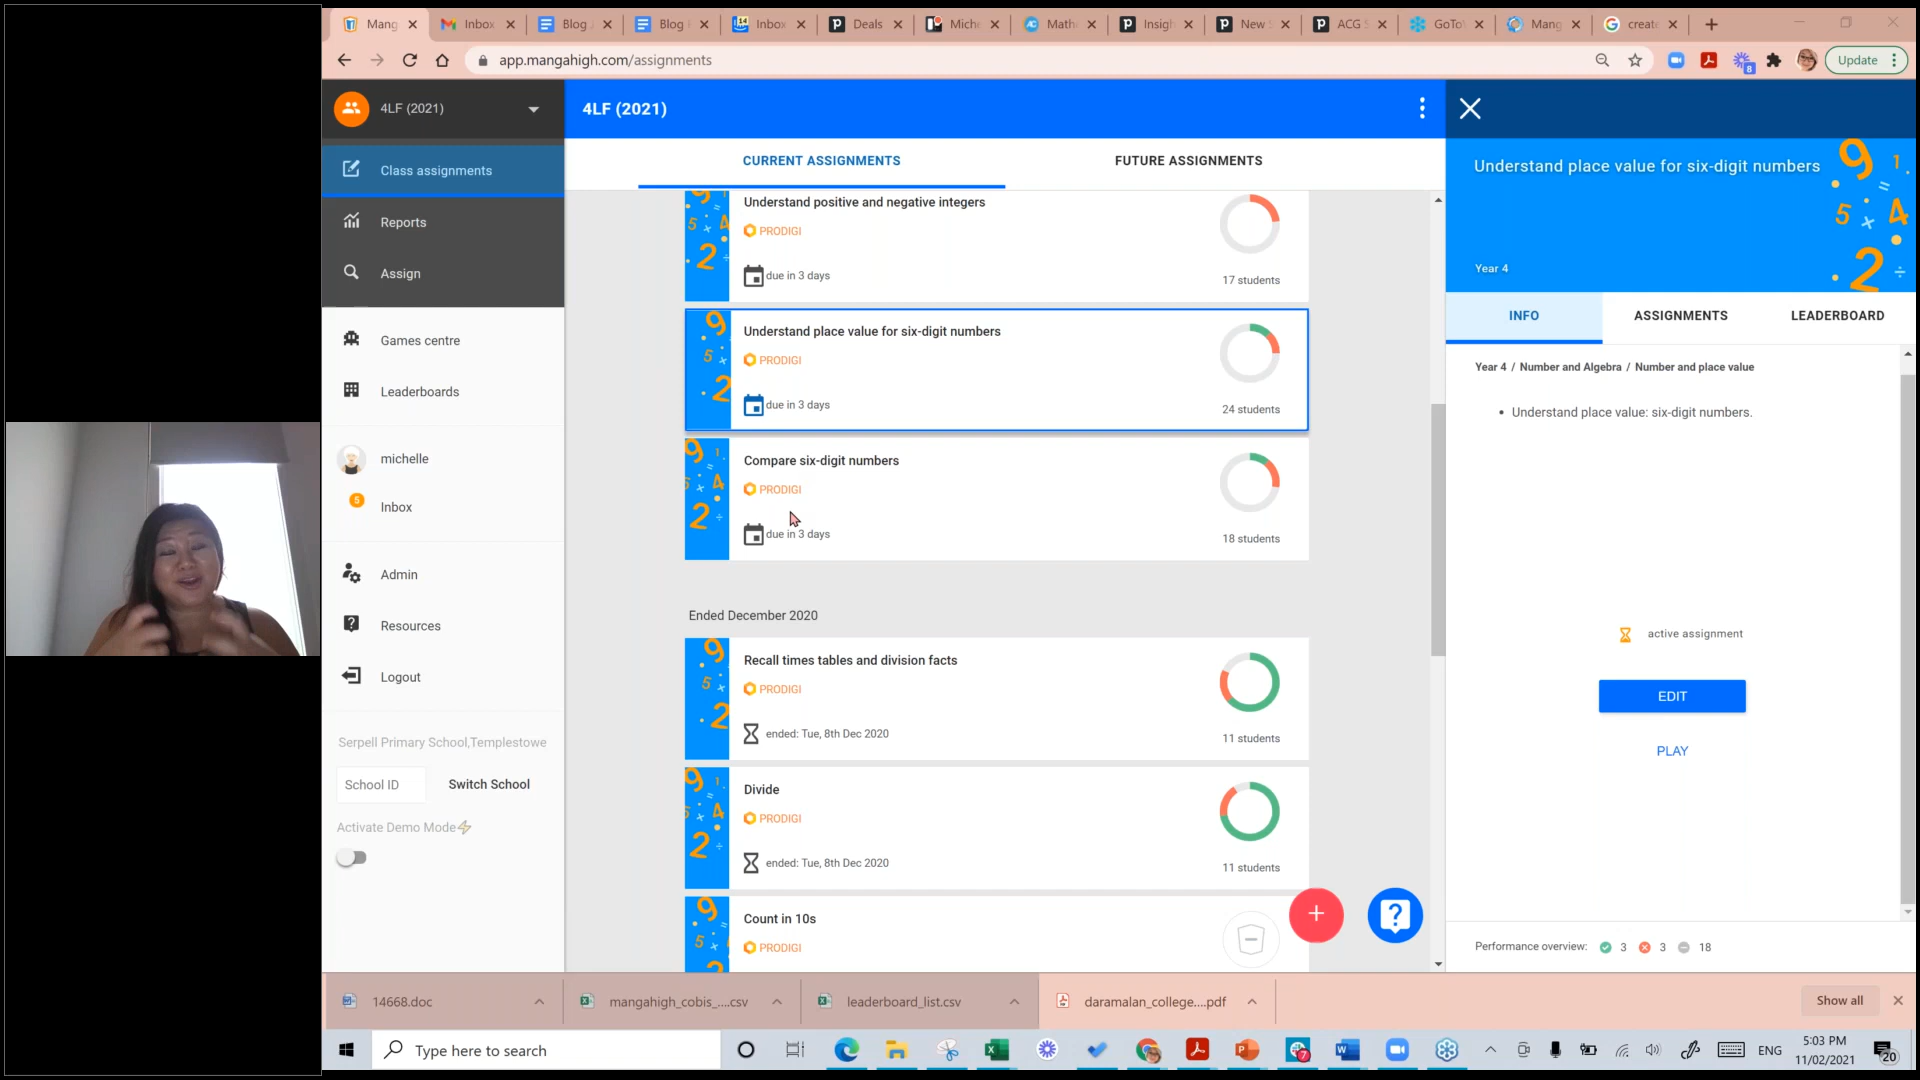 Mang
Inbox
Blog
Blog
Inbox
Deals
Mich
Math
Insig
New
ACG S
GoTo
Mang
create
app.mangahigh.com/assignments
8
Update
4LF (2021)
Class assignments
Reports
Assign
Games centre
Leaderboards
michelle
5
Inbox
Admin
Resources
Logout
Serpell Primary School,Templestowe
School ID
Switch School
Activate Demo Mode
4LF (2021)
CURRENT ASSIGNMENTS
FUTURE ASSIGNMENTS
Understand positive and negative integers
PRODIGI
due in 3 days
17 students
Understand place value for six-digit numbers
PRODIGI
due in 3 days
24 students
Compare six-digit numbers
PRODIGI
due in 3 days
18 students
Ended December 2020
Recall times tables and division facts
PRODIGI
ended: Tue, 8th Dec 2020
11 students
Divide
PRODIGI
ended: Tue, 8th Dec 2020
11 students
Count in 10s
PRODIGI
Understand place value for six-digit numbers
Year 4
INFO
ASSIGNMENTS
LEADERBOARD
Year 4 / Number and Algebra / Number and place value
• Understand place value: six-digit numbers.
active assignment
EDIT
PLAY
Performance overview: 3 3 18
14668.doc
mangahigh_cobis_....csv
leaderboard_list.csv
daramalan_college....pdf
Show all
Type here to search
7
ENG
5:03 PM
11/02/2021
20